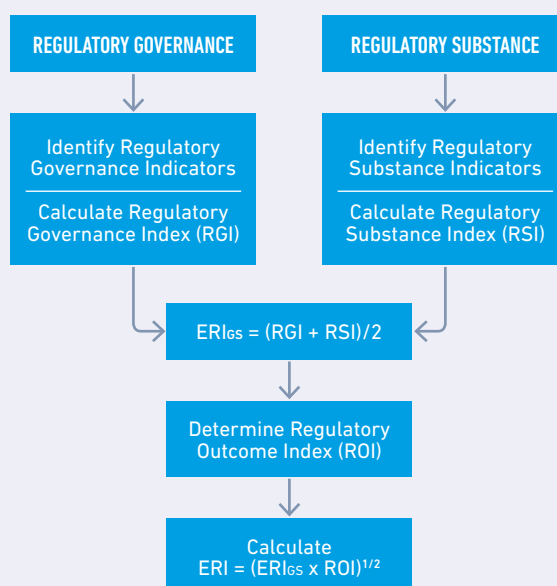 REGULATORY GOVERNANCE
REGULATORY SUBSTANCE
Identify Regulatory
Governance Indicators
Calculate Regulatory
Governance Index (RGI)
Identify Regulatory
Substance Indicators
Calculate Regulatory
Substance Index (RSI)
ERIGS = (RGI + RSI)/2
Determine Regulatory
Outcome Index (ROI)
Calculate
ERI = (ERIGS x ROI)¹/²